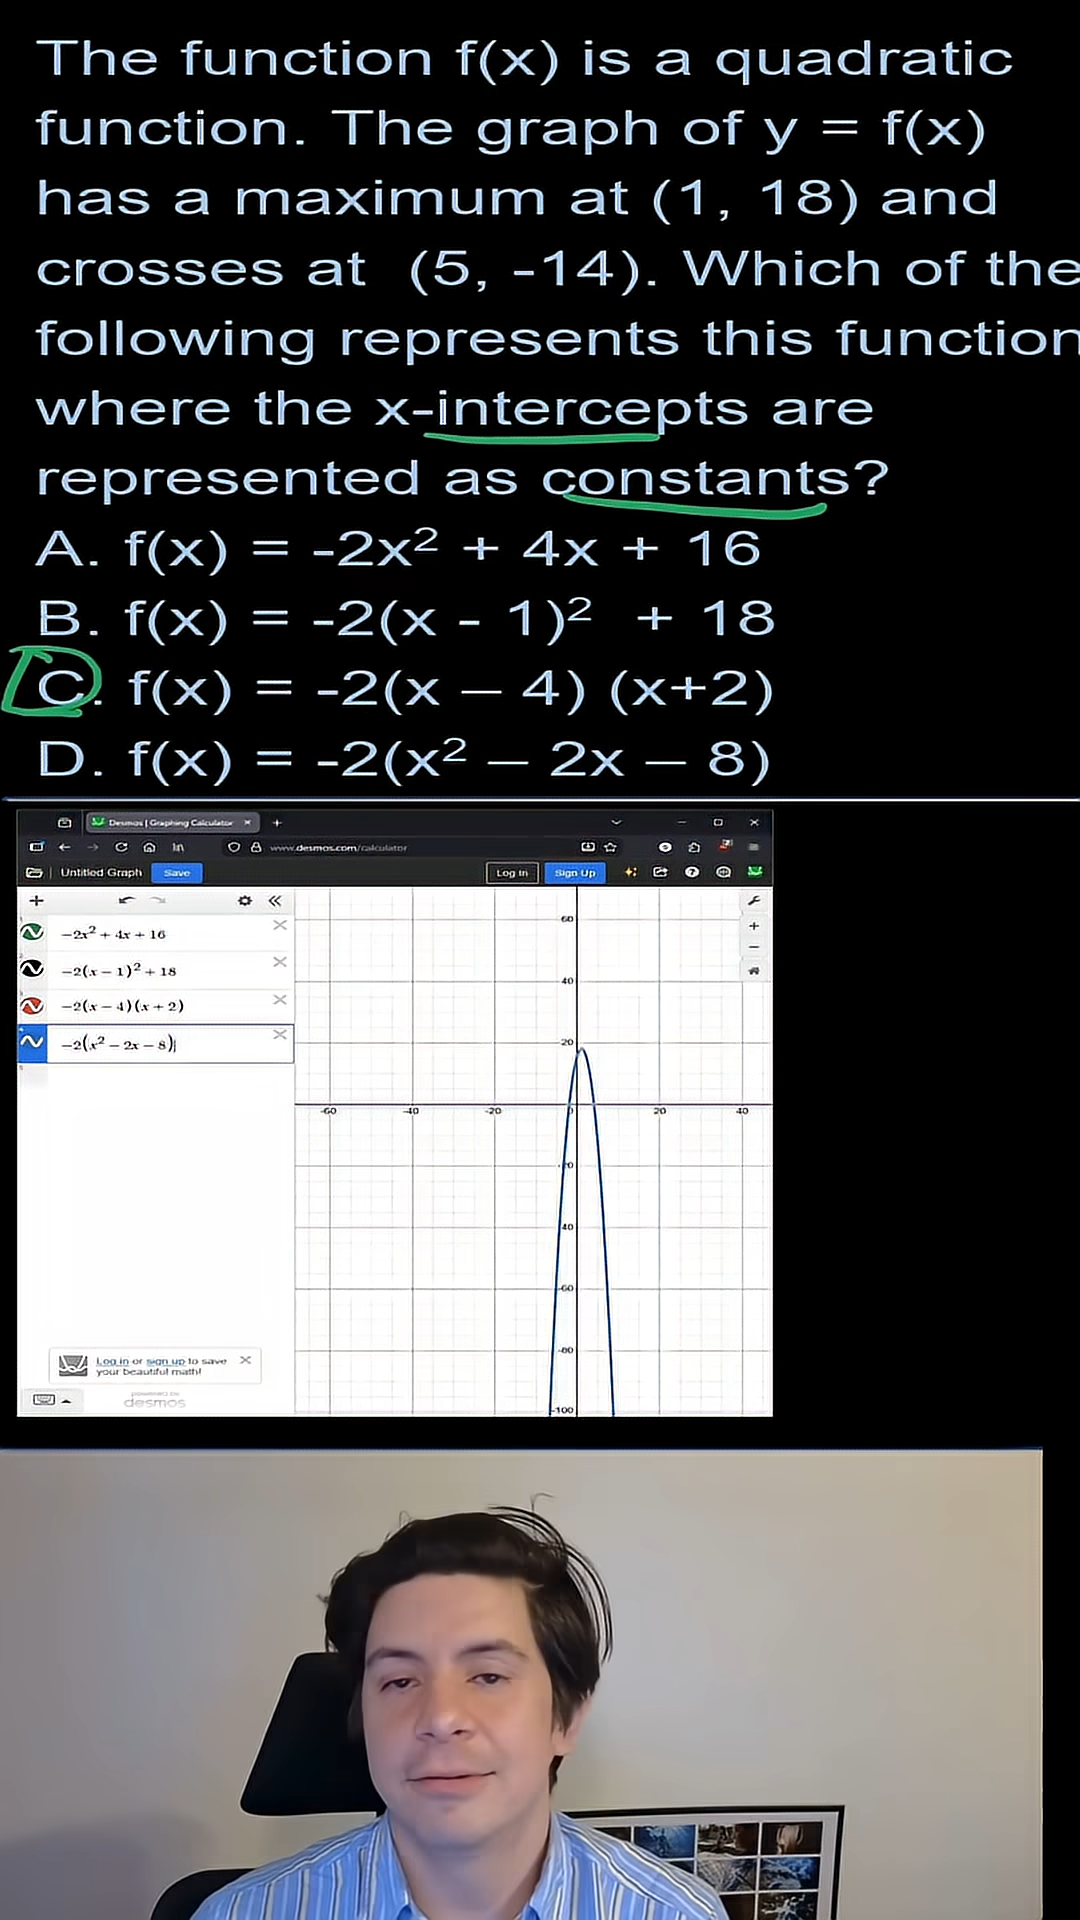 The function f(x) is a quadratic
function. The graph of y = f(x)
has a maximum at (1, 18) and
crosses at (5, -14). Which of the
following represents this function
where the x-intercepts are
represented as constants?
A. f(x) = -2x² + 4x + 16
B. f(x) = -2(x - 1)² + 18
C. f(x) = -2(x – 4) (x+2)
D. f(x) = -2(x² – 2x – 8)
Desmos | Graphing Calculator
www.desmos.com/calculator
Untitled Graph Save Log In Sign Up
−2x² + 4x + 16
−2(x − 1)² + 18
−2(x − 4)(x + 2)
−2(x² − 2x − 8)
60
40
20
-60 -40 -20 0 20 40
-20
-40
-60
-80
-100
Log in or sign up to save
your beautiful math!
powered by
desmos